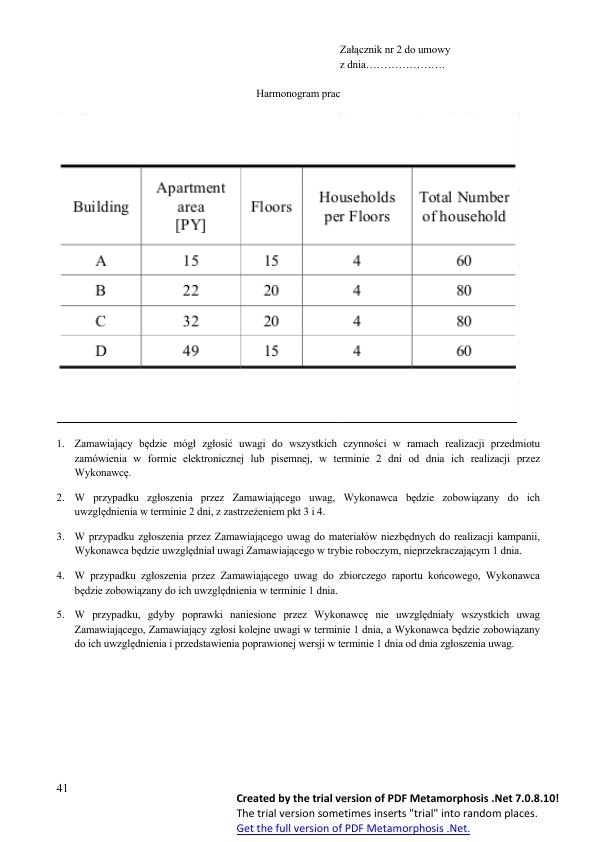 Załącznik nr 2 do umowy
z dnia………………….
Harmonogram prac
Building
Apartment
area
[PY]
Floors
Households
per Floors
Total Number
of household
A 15 15 4 60
B 22 20 4 80
C 32 20 4 80
D 49 15 4 60
1. Zamawiający będzie mógł zgłosić uwagi do wszystkich czynności w ramach realizacji przedmiotu
zamówienia w formie elektronicznej lub pisemnej, w terminie 2 dni od dnia ich realizacji przez
Wykonawcę.
2. W przypadku zgłoszenia przez Zamawiającego uwag, Wykonawca będzie zobowiązany do ich
uwzględnienia w terminie 2 dni, z zastrzeżeniem pkt 3 i 4.
3. W przypadku zgłoszenia przez Zamawiającego uwag do materiałów niezbędnych do realizacji kampanii,
Wykonawca będzie uwzględniał uwagi Zamawiającego w trybie roboczym, nieprzekraczającym 1 dnia.
4. W przypadku zgłoszenia przez Zamawiającego uwag do zbiorczego raportu końcowego, Wykonawca
będzie zobowiązany do ich uwzględnienia w terminie 1 dnia.
5. W przypadku, gdyby poprawki naniesione przez Wykonawcę nie uwzględniały wszystkich uwag
Zamawiającego, Zamawiający zgłosi kolejne uwagi w terminie 1 dnia, a Wykonawca będzie zobowiązany
do ich uwzględnienia i przedstawienia poprawionej wersji w terminie 1 dnia od dnia zgłoszenia uwag.
41
Created by the trial version of PDF Metamorphosis .Net 7.0.8.10!
The trial version sometimes inserts "trial" into random places.
Get the full version of PDF Metamorphosis .Net.